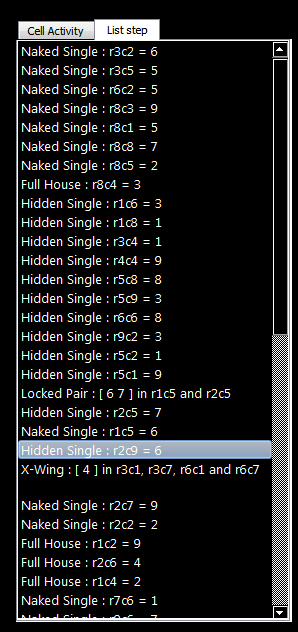 Cell Activity List step
Naked Single : r3c2 = 6
Naked Single : r3c5 = 5
Naked Single : r6c2 = 5
Naked Single : r8c3 = 9
Naked Single : r8c1 = 5
Naked Single : r8c8 = 7
Naked Single : r8c5 = 2
Full House : r8c4 = 3
Hidden Single : r1c6 = 3
Hidden Single : r1c8 = 1
Hidden Single : r3c4 = 1
Hidden Single : r4c4 = 9
Hidden Single : r5c8 = 8
Hidden Single : r5c9 = 3
Hidden Single : r6c6 = 8
Hidden Single : r9c2 = 3
Hidden Single : r5c2 = 1
Hidden Single : r5c1 = 9
Locked Pair : [ 6 7 ] in r1c5 and r2c5
Hidden Single : r2c5 = 7
Naked Single : r1c5 = 6
Hidden Single : r2c9 = 6
X-Wing : [ 4 ] in r3c1, r3c7, r6c1 and r6c7
Naked Single : r2c7 = 9
Naked Single : r2c2 = 2
Full House : r1c2 = 9
Full House : r2c6 = 4
Full House : r1c4 = 2
Naked Single : r7c6 = 1
Naked Single :